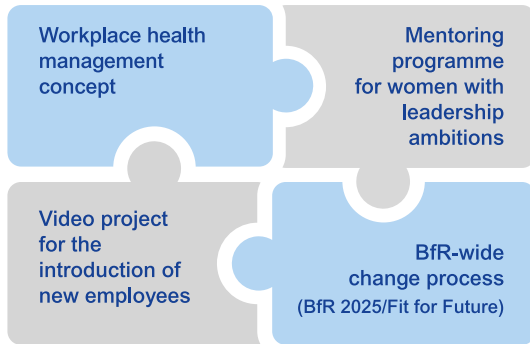 Workplace health
management
concept
Mentoring
programme
for women with
leadership
ambitions
Video project
for the
introduction of
new employees
BfR-wide
change process
(BfR 2025/Fit for Future)